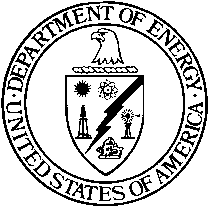 DEPARTMENT OF ENERGY
UNITED STATES OF AMERICA